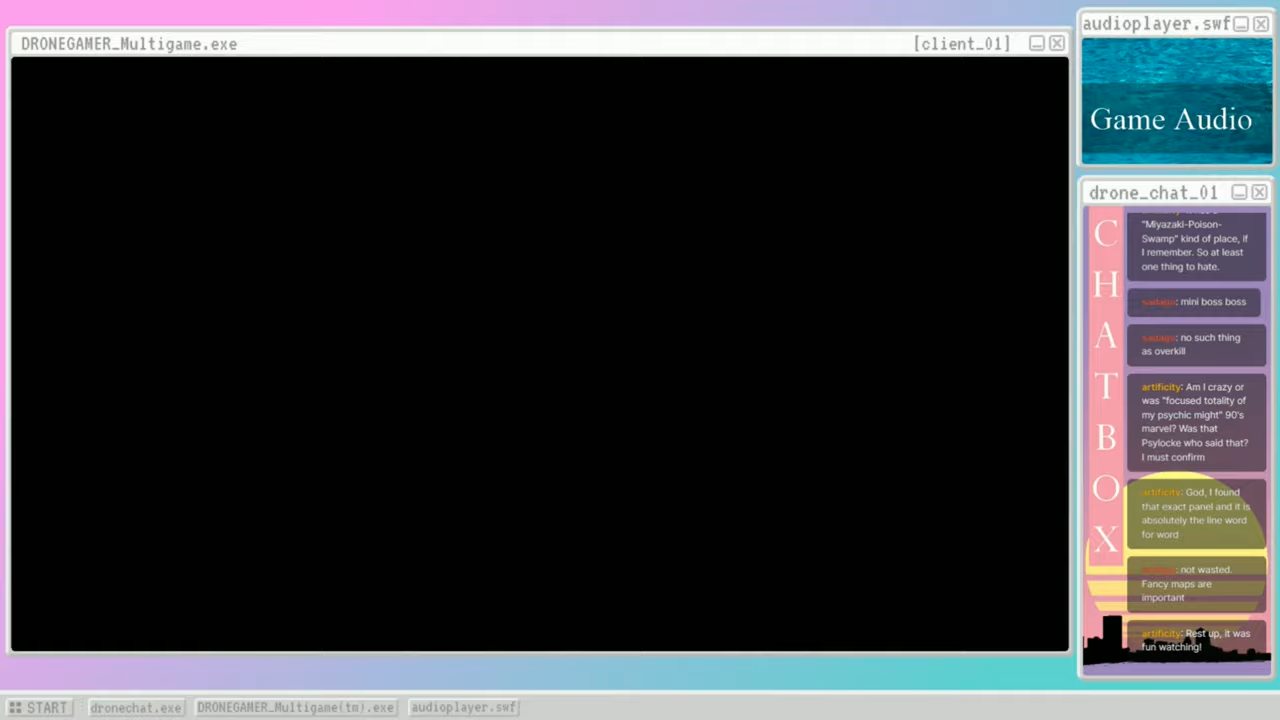 DRONEGAMER_Multigame.exe
[client_01]
audioplayer.swf
Game Audio
drone_chat_01
CHATBOX
"Miyazaki-Poison-
Swamp" kind of place, if
I remember. So at least
one thing to hate.
: mini boss boss
: no such thing
as overkill
artificity: Am I crazy or
was "focused totality of
my psychic might" 90's
marvel? Was that
Psylocke who said that?
I must confirm
artificity: God, I found
that exact panel and it is
absolutely the line word
for word
: not wasted.
Fancy maps are
important
artificity: Rest up, it was
fun watching!
START
dronechat.exe
DRONEGAMER_Multigame(tm).exe
audioplayer.swf